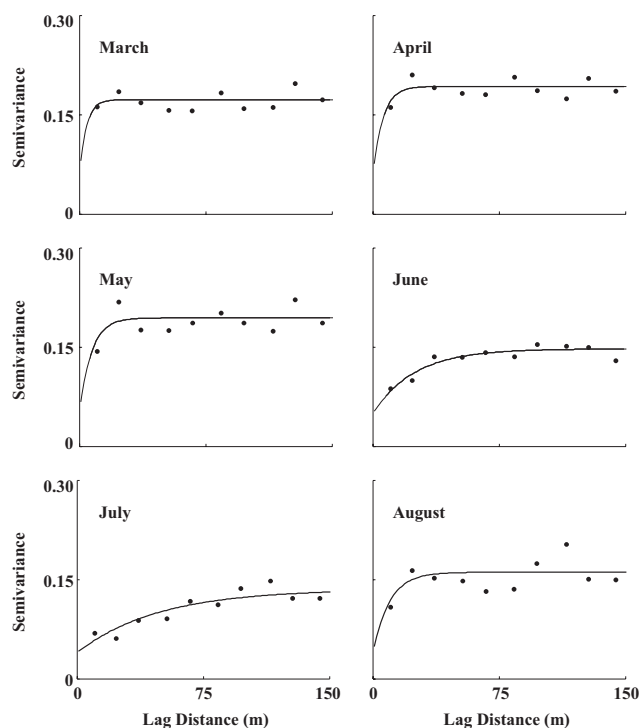 0.30
March
April
Semivariance
0.15
0
0
0.30
May
June
Semivariance
0.15
0
0.30
July
August
Semivariance
0.15
0
0
75
150
0
75
150
Lag Distance (m)
Lag Distance (m)